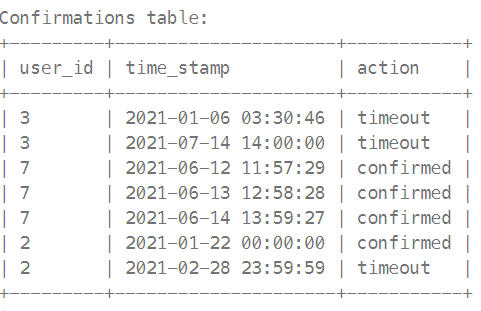 Confirmations table:
+---------+---------------------+-----------+
| user_id | time_stamp          | action    |
+---------+---------------------+-----------+
| 3       | 2021-01-06 03:30:46 | timeout   |
| 3       | 2021-07-14 14:00:00 | timeout   |
| 7       | 2021-06-12 11:57:29 | confirmed |
| 7       | 2021-06-13 12:58:28 | confirmed |
| 7       | 2021-06-14 13:59:27 | confirmed |
| 2       | 2021-01-22 00:00:00 | confirmed |
| 2       | 2021-02-28 23:59:59 | timeout   |
+---------+---------------------+-----------+